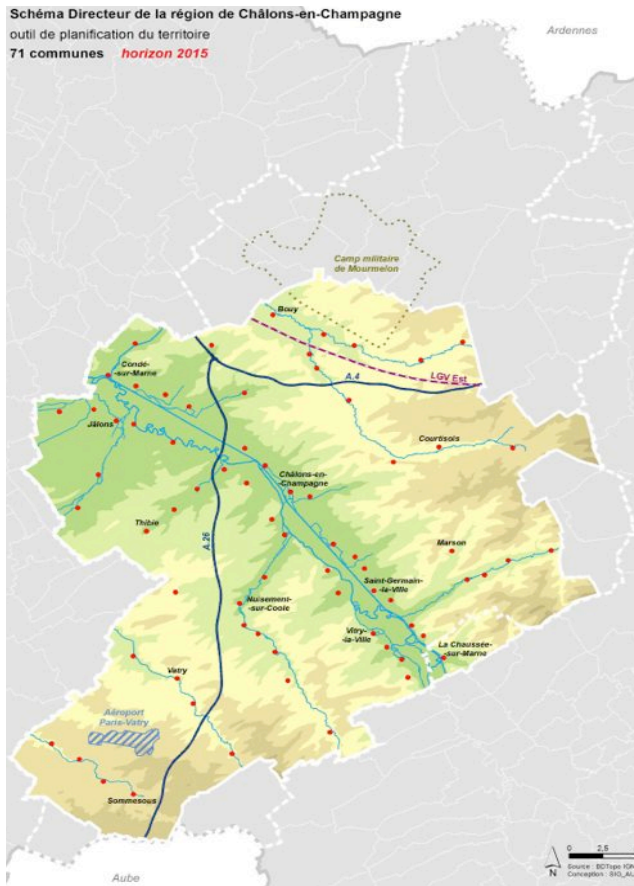 Schéma Directeur de la région de Châlons-en-Champagne
outil de planification du territoire
71 communes horizon 2015
Ardennes
Camp militaire
de Mourmelon
Bouy
LGV Est
A.4
Condé-
-sur-Marne
Jâlons
Courtisols
Châlons-en-
-Champagne
Thibie
A.26
Marson
Saint-Germain-
-la-Ville
Nuisement-
-sur-Coole
Vitry-
-la-Ville
La Chaussée-
-sur-Marne
Vatry
Aéroport
Paris-Vatry
Sommesous
Aube
N
0 2,5
Source : BDTopo IGN
Conception : SIG_AU